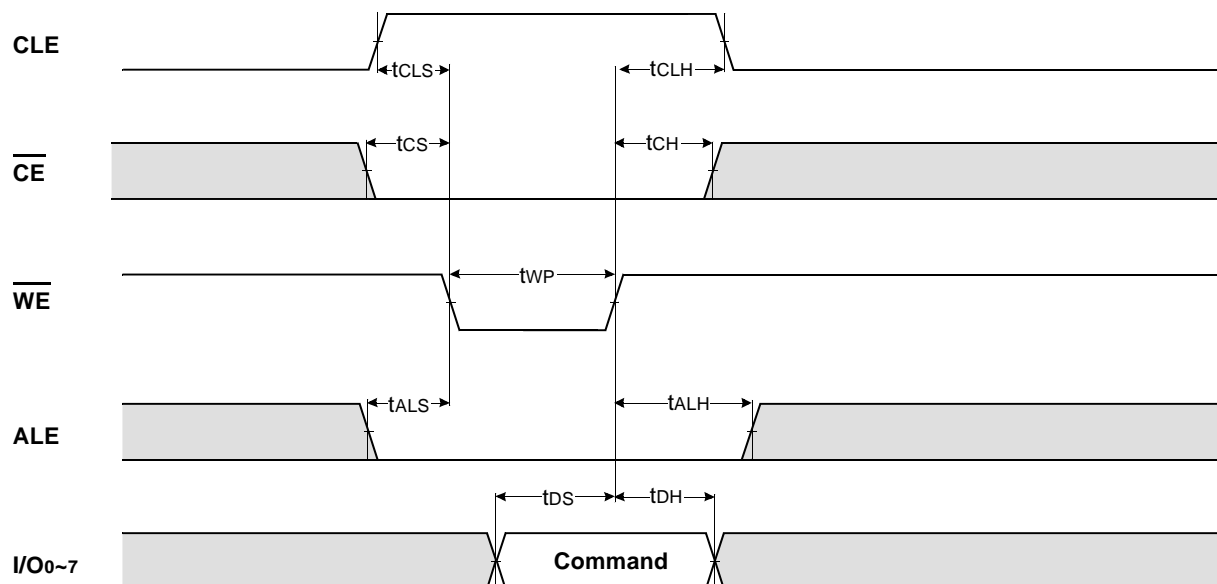 CLE
tCLS
tCLH
CE
tCS
tCH
WE
tWP
ALE
tALS
tALH
tDS
tDH
I/O0~7
Command